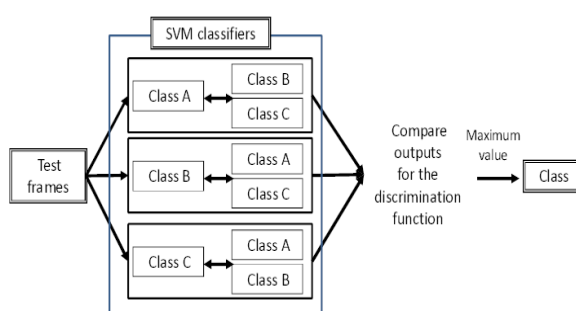 SVM classifiers
Class A
Class B
Class C
Class B
Class A
Class C
Class C
Class A
Class B
Test
frames
Compare
outputs
for the
discrimination
function
Maximum
value
Class